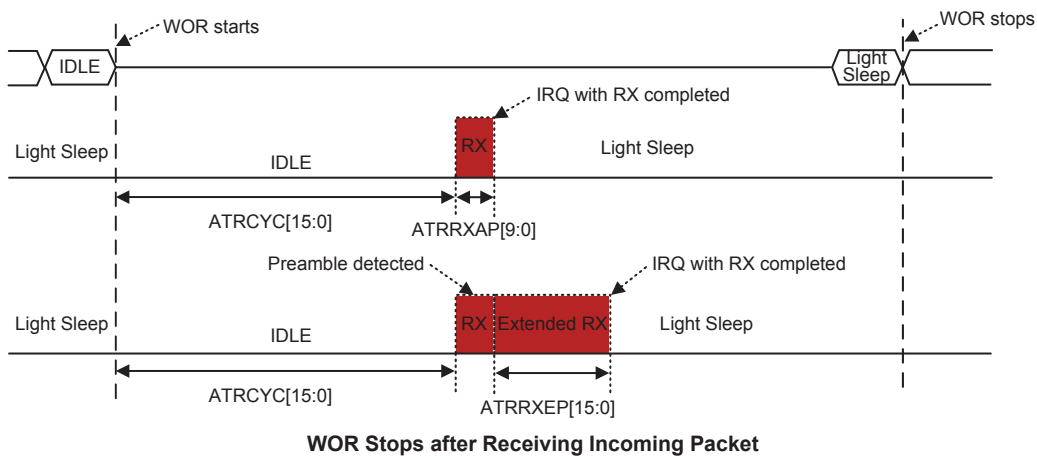 WOR starts
WOR stops
IDLE
Light
Sleep
IRQ with RX completed
Light Sleep
IDLE
RX
Light Sleep
ATRCYC[15:0]
ATRRXAP[9:0]
Preamble detected
IRQ with RX completed
Light Sleep
IDLE
RX
Extended RX
Light Sleep
ATRCYC[15:0]
ATRRXEP[15:0]
WOR Stops after Receiving Incoming Packet